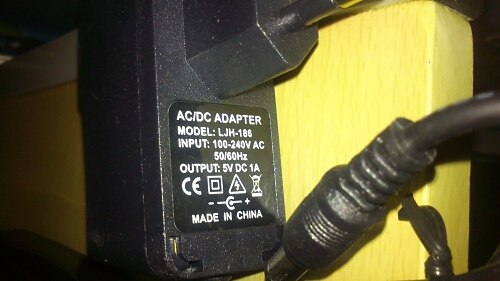 AC/DC ADAPTER
MODEL: LJH-186
INPUT: 100-240V AC
50/60Hz
OUTPUT: 5V DC 1A
CE
- +
MADE IN CHINA